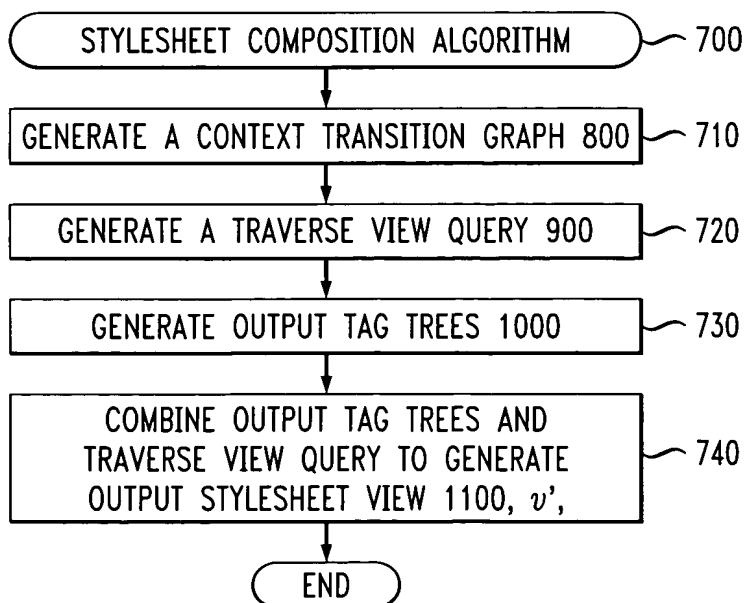 STYLESHEET COMPOSITION ALGORITHM 700
GENERATE A CONTEXT TRANSITION GRAPH 800 710
GENERATE A TRAVERSE VIEW QUERY 900 720
GENERATE OUTPUT TAG TREES 1000 730
COMBINE OUTPUT TAG TREES AND
TRAVERSE VIEW QUERY TO GENERATE 740
OUTPUT STYLESHEET VIEW 1100, v',
END